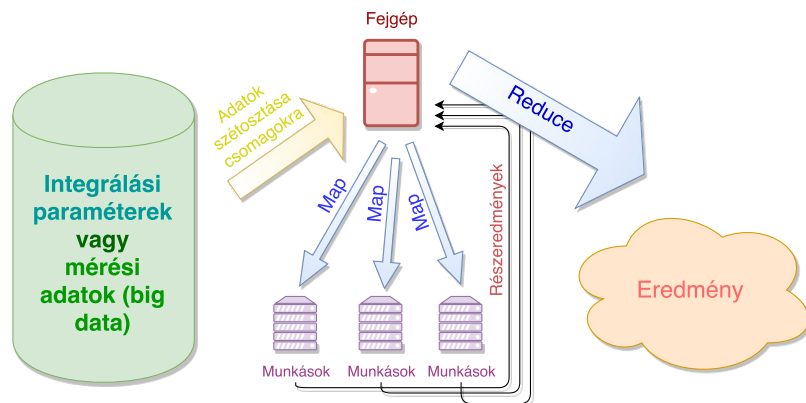 Fejgép
Adatok
szétosztása
csomagokra
Reduce
Integrálási
paraméterek
vagy
mérési
adatok (big
data)
Map
Map
Map
Részeredmények
Eredmény
Munkások
Munkások
Munkások